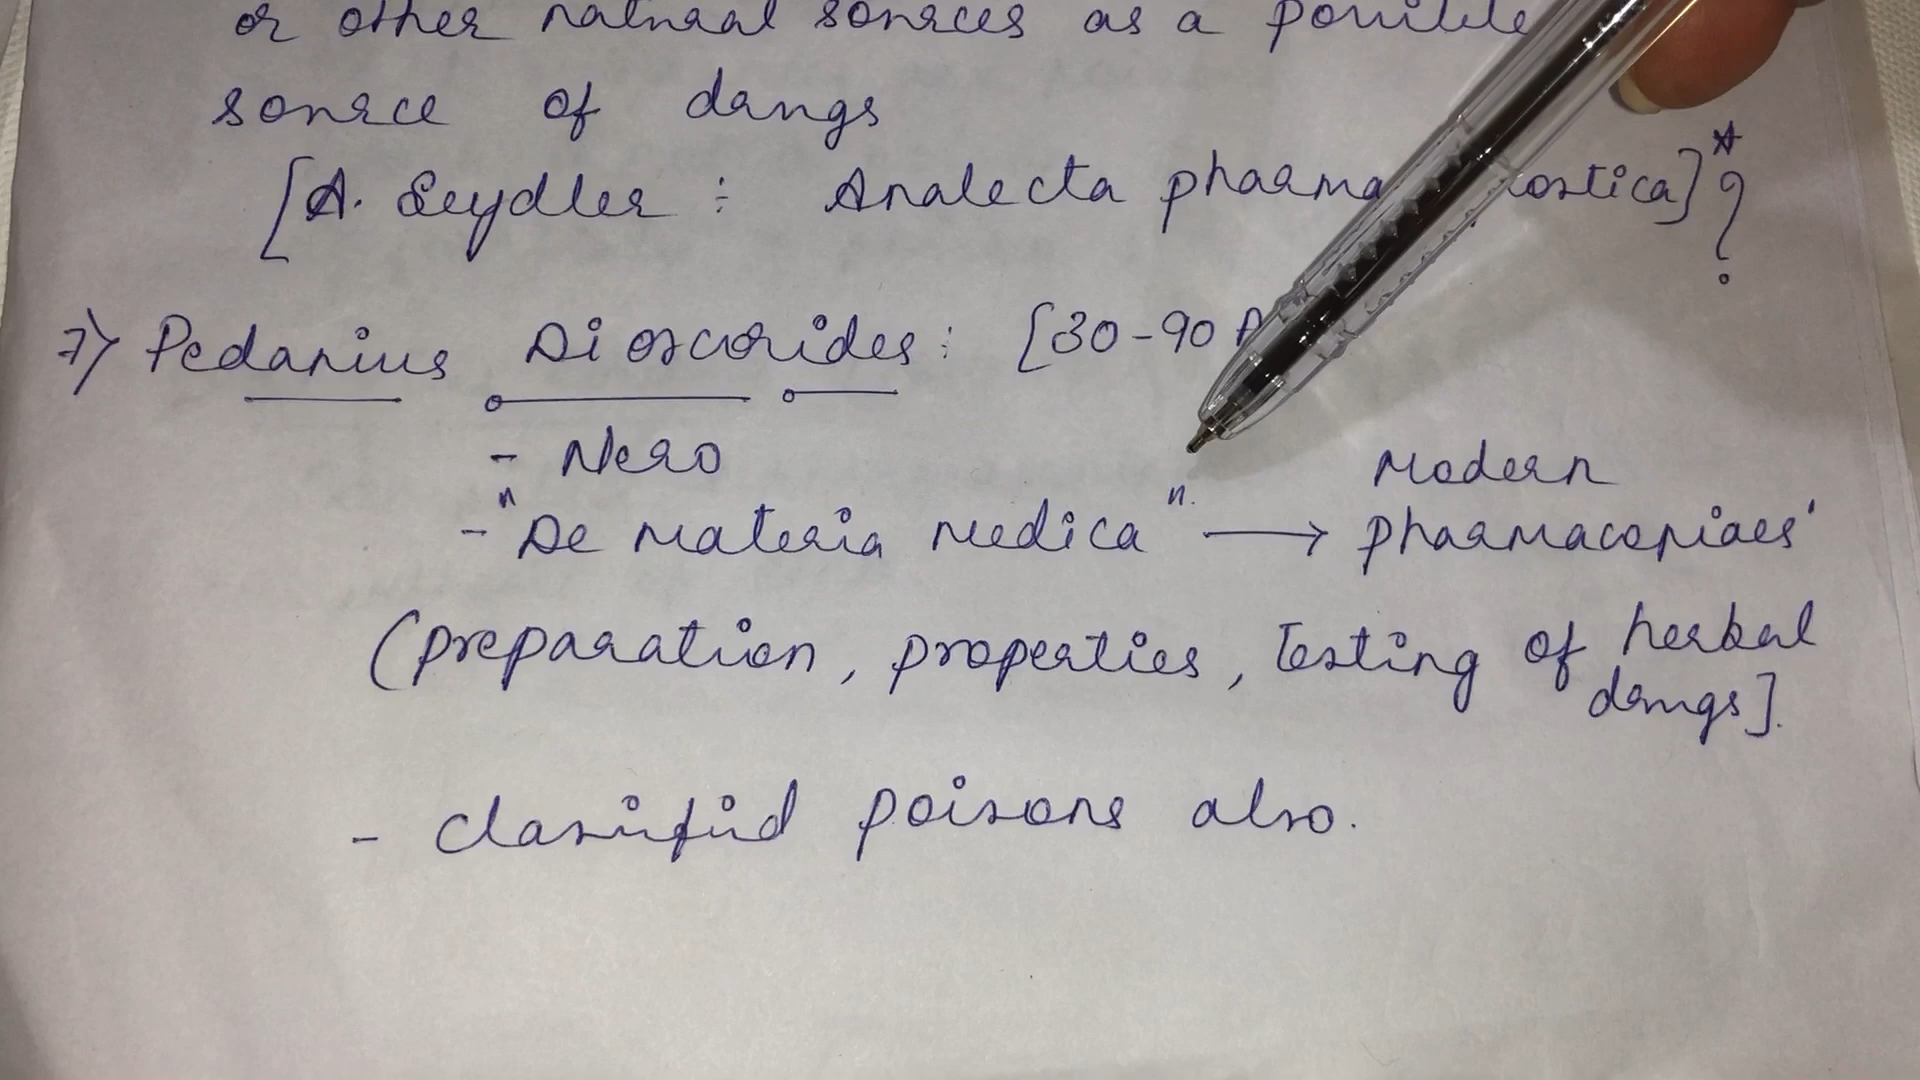 or other natural sources as a possible
source of drugs
[A. Seydler : Analecta pharma ostica]*?
7) Pedanius Dioscorides : [30-90 A
- Nero
- "De Materia Medica". → Modern pharmacopiaes'
(preparation, properties, Testing of herbal
drugs].
- classified poisons also.